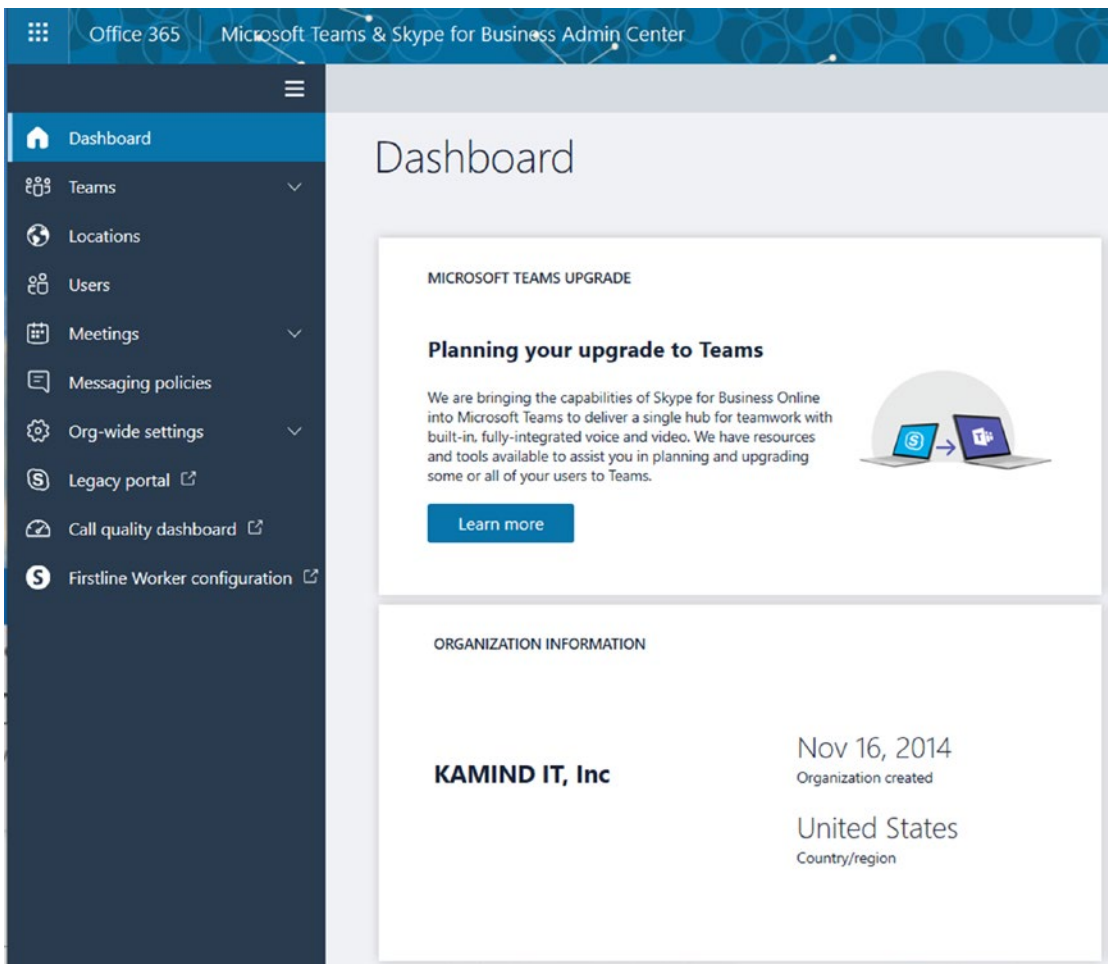 Office 365
Microsoft Teams & Skype for Business Admin Center
Dashboard
Teams
Locations
Users
Meetings
Messaging policies
Org-wide settings
Legacy portal
Call quality dashboard
Firstline Worker configuration
Dashboard
MICROSOFT TEAMS UPGRADE
Planning your upgrade to Teams
We are bringing the capabilities of Skype for Business Online
into Microsoft Teams to deliver a single hub for teamwork with
built-in, fully-integrated voice and video. We have resources
and tools available to assist you in planning and upgrading
some or all of your users to Teams.
Learn more
ORGANIZATION INFORMATION
KAMIND IT, Inc
Nov 16, 2014
Organization created
United States
Country/region